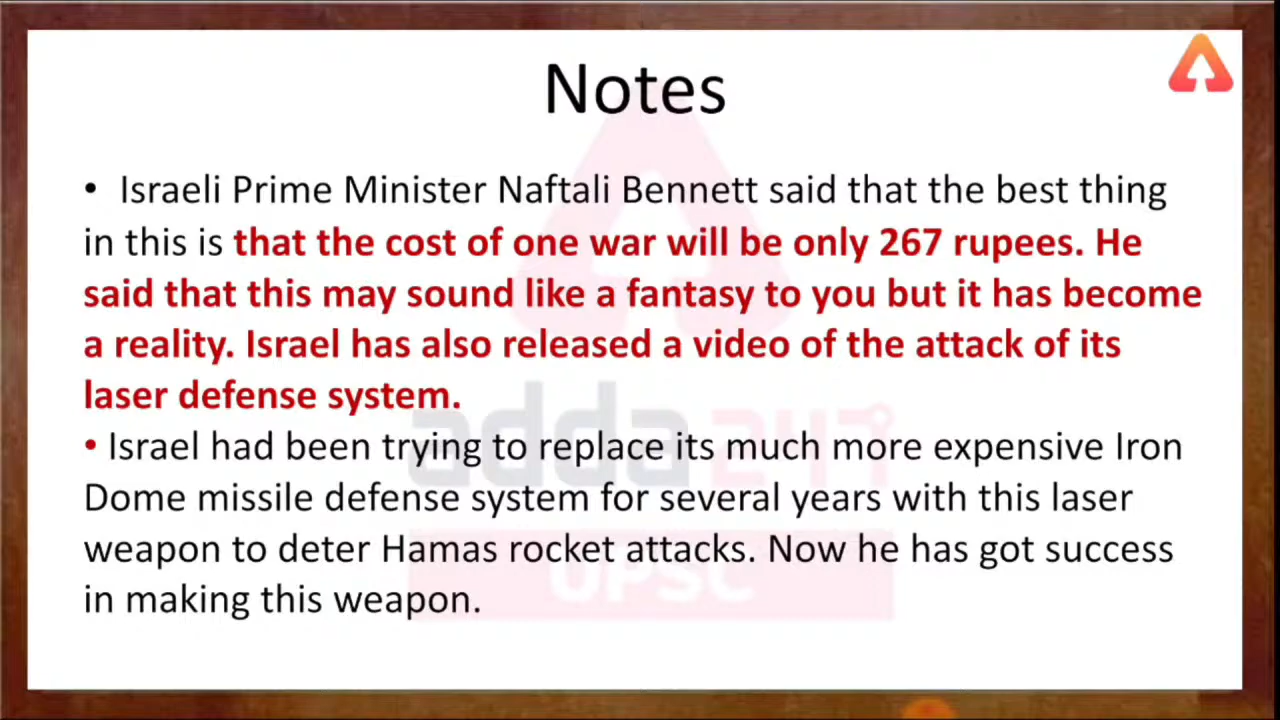 Notes
• Israeli Prime Minister Naftali Bennett said that the best thing
in this is that the cost of one war will be only 267 rupees. He
said that this may sound like a fantasy to you but it has become
a reality. Israel has also released a video of the attack of its
laser defense system.
• Israel had been trying to replace its much more expensive Iron
Dome missile defense system for several years with this laser
weapon to deter Hamas rocket attacks. Now he has got success
in making this weapon.
adda247
UPSC